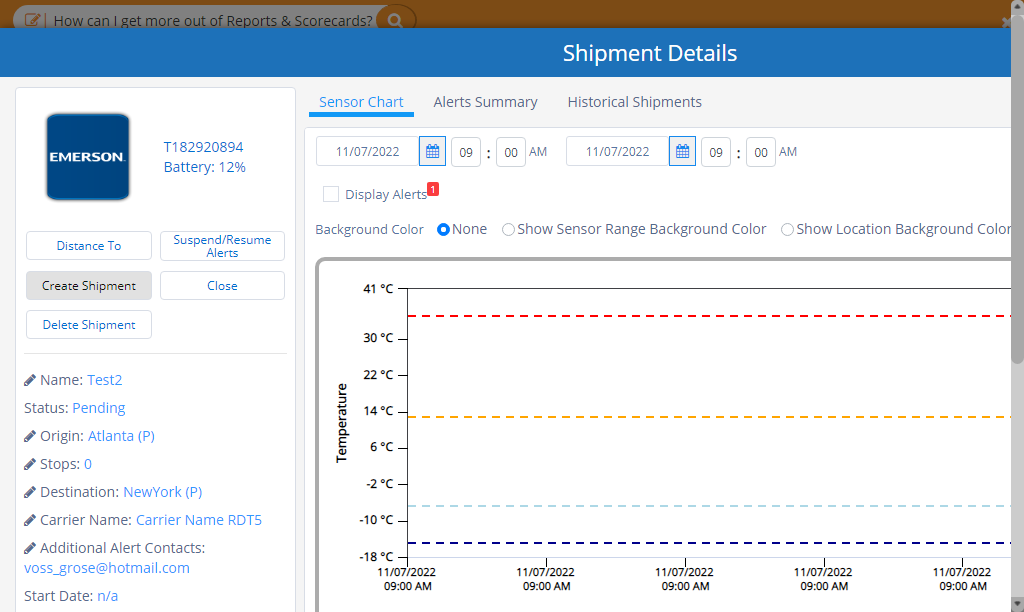 How can I get more out of Reports & Scorecards?
Shipment Details
EMERSON.
T182920894
Battery: 12%
Distance To
Suspend/Resume
Alerts
Create Shipment
Close
Delete Shipment
Name: Test2
Status: Pending
Origin: Atlanta (P)
Stops: 0
Destination: NewYork (P)
Carrier Name: Carrier Name RDT5
Additional Alert Contacts:
voss_grose@hotmail.com
Start Date: n/a
Sensor Chart Alerts Summary Historical Shipments
11/07/2022 09 : 00 AM 11/07/2022 09 : 00 AM
Display Alerts 1
Background Color None Show Sensor Range Background Color Show Location Background Color
Temperature
41 °C
30 °C
22 °C
14 °C
6 °C
-2 °C
-10 °C
-18 °C
11/07/2022 11/07/2022 11/07/2022 11/07/2022 11/07/2022
09:00 AM 09:00 AM 09:00 AM 09:00 AM 09:00 AM